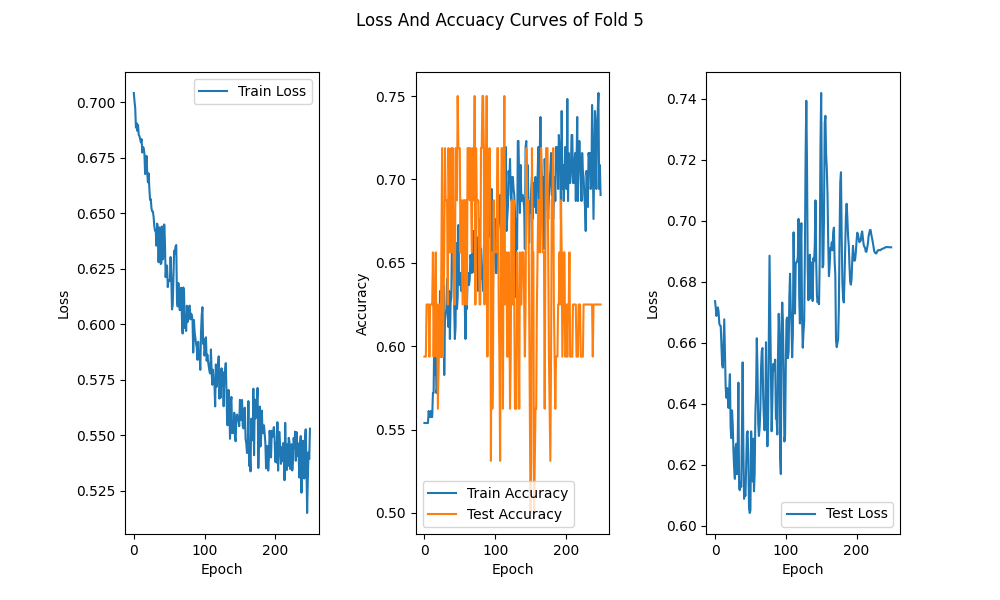 Loss And Accuacy Curves of Fold 5
Loss
0.700
0.675
0.650
0.625
0.600
0.575
0.550
0.525
Train Loss
0
100
200
Epoch
Accuracy
0.75
0.70
0.65
0.60
0.55
0.50
Train Accuracy
Test Accuracy
0
100
200
Epoch
Loss
0.74
0.72
0.70
0.68
0.66
0.64
0.62
0.60
Test Loss
0
100
200
Epoch